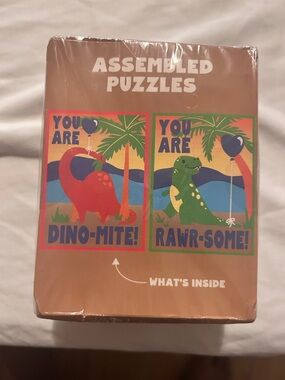 ASSEMBLED
PUZZLES
YOU
ARE
DINO-MITE!
YOU
ARE
RAWR-SOME!
WHAT'S INSIDE